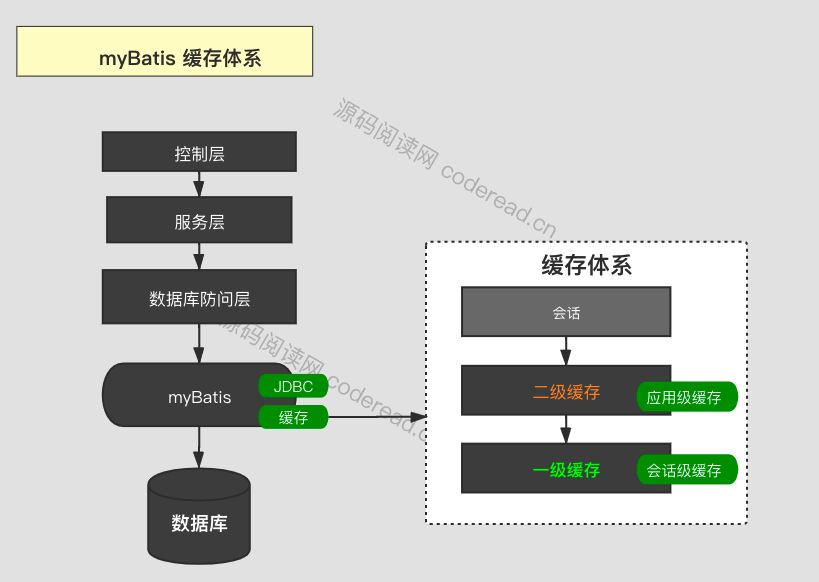 myBatis 缓存体系
源码阅读网 coderead.cn
控制层
服务层
数据库防问层
源码阅读网 coderead.cn
myBatis
JDBC
缓存
数据库
缓存体系
会话
二级缓存
应用级缓存
一级缓存
会话级缓存